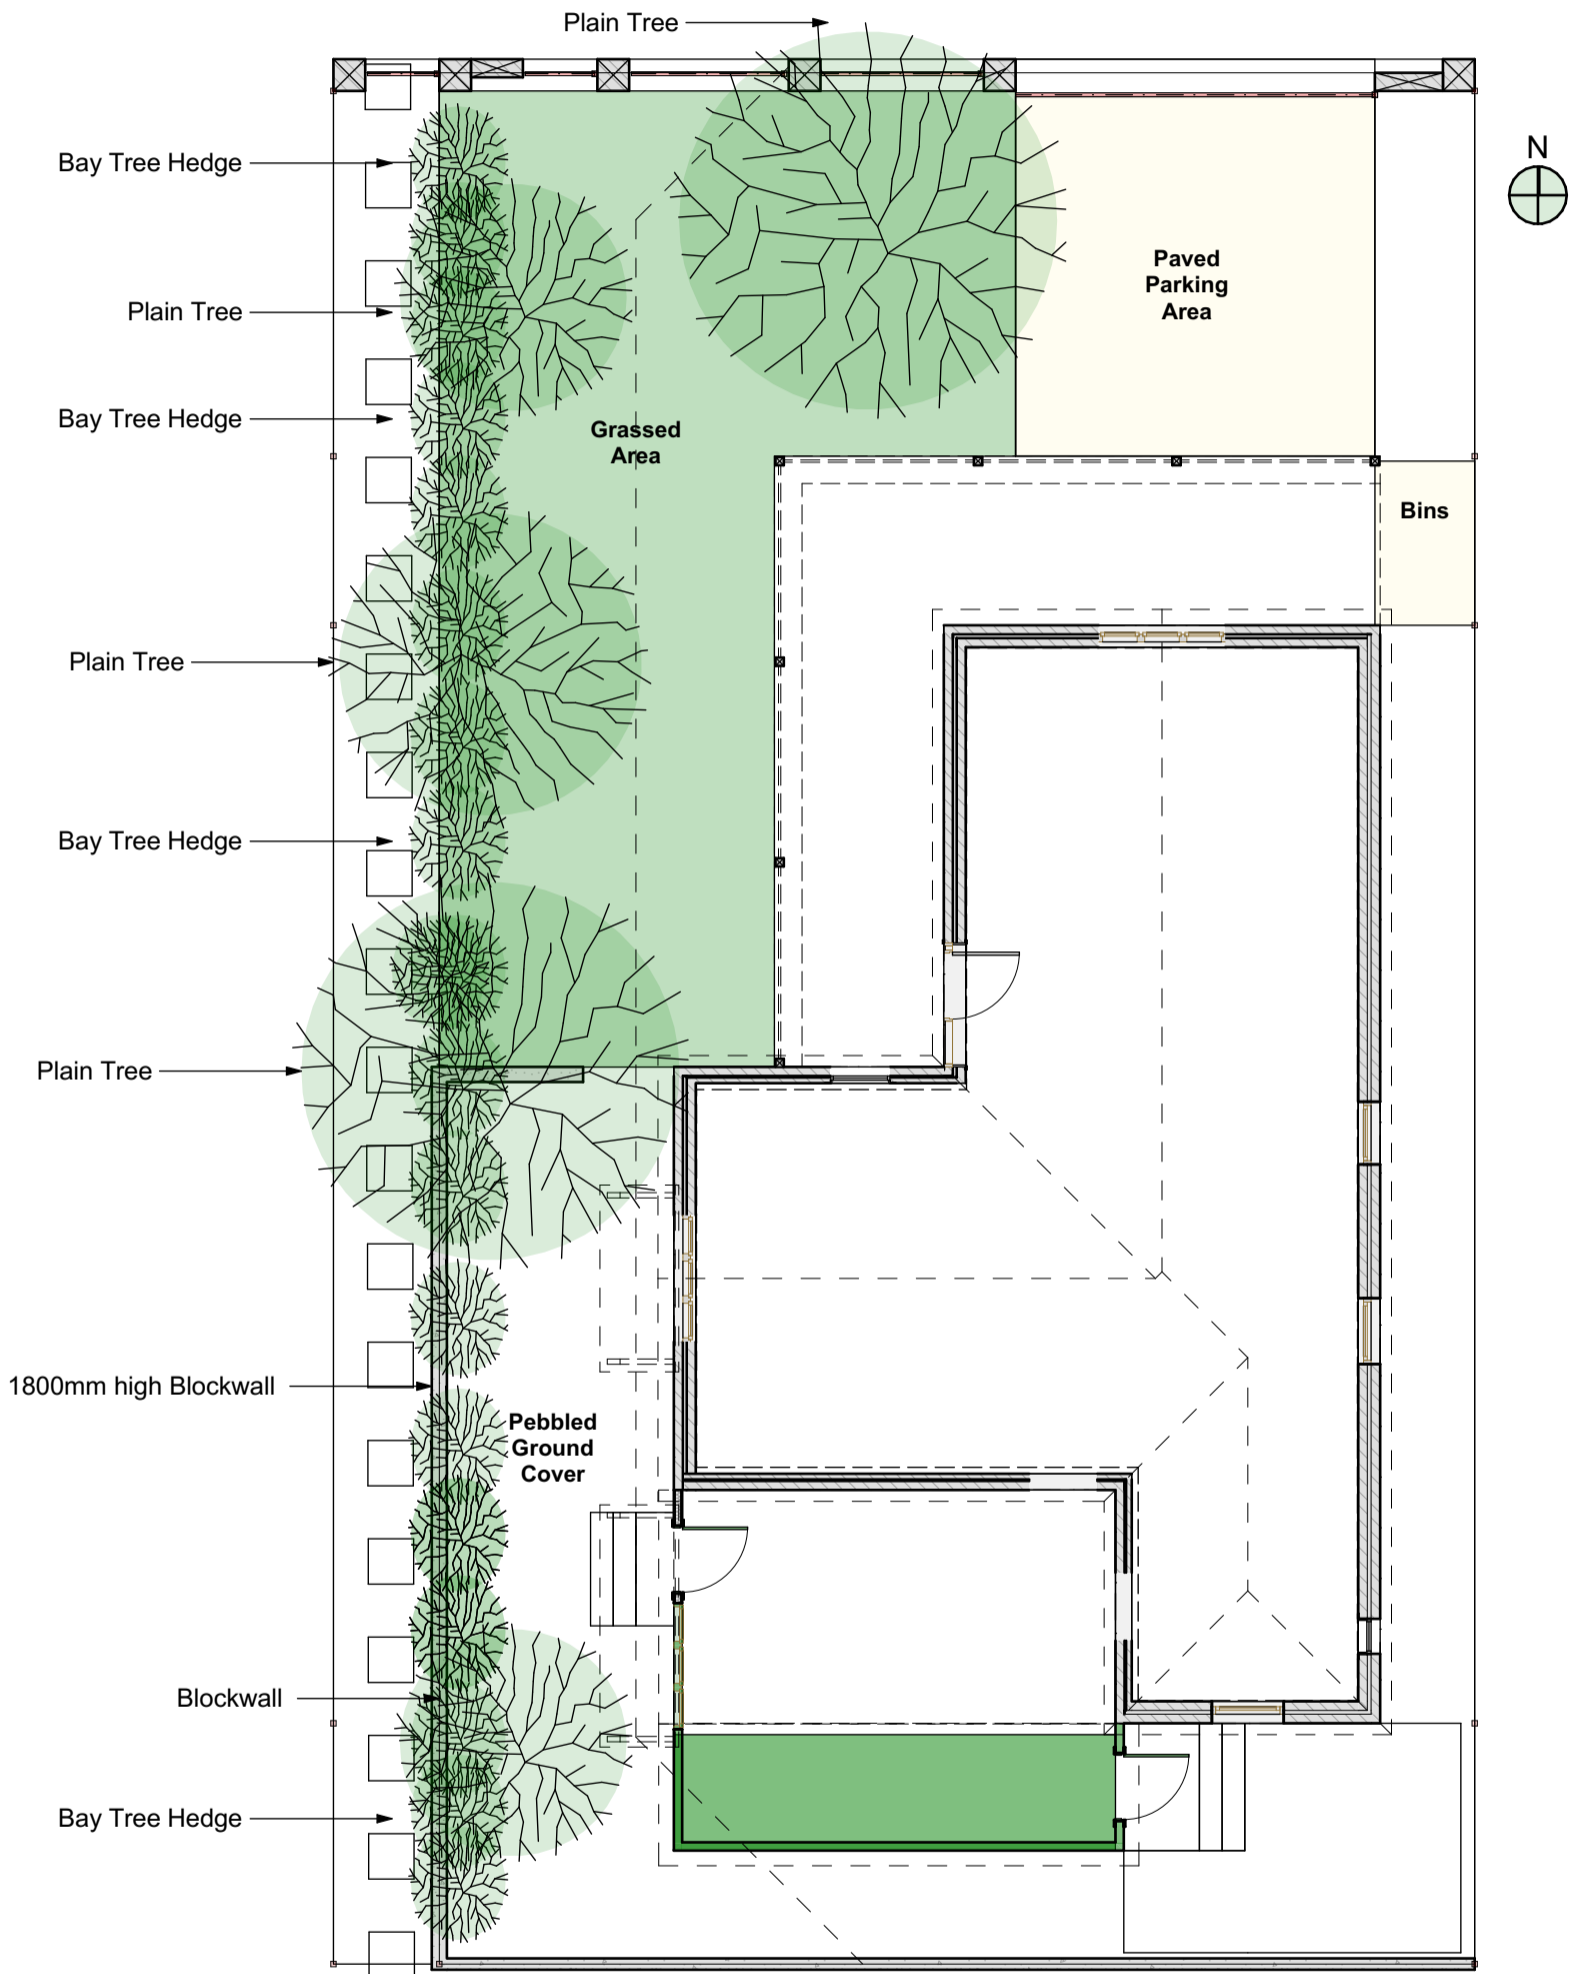 Plain Tree
N
Bay Tree Hedge
Paved
Parking
Area
Plain Tree
Bay Tree Hedge
Grassed
Area
Bins
Plain Tree
Bay Tree Hedge
Plain Tree
1800mm high Blockwall
Pebbled
Ground
Cover
Blockwall
Bay Tree Hedge